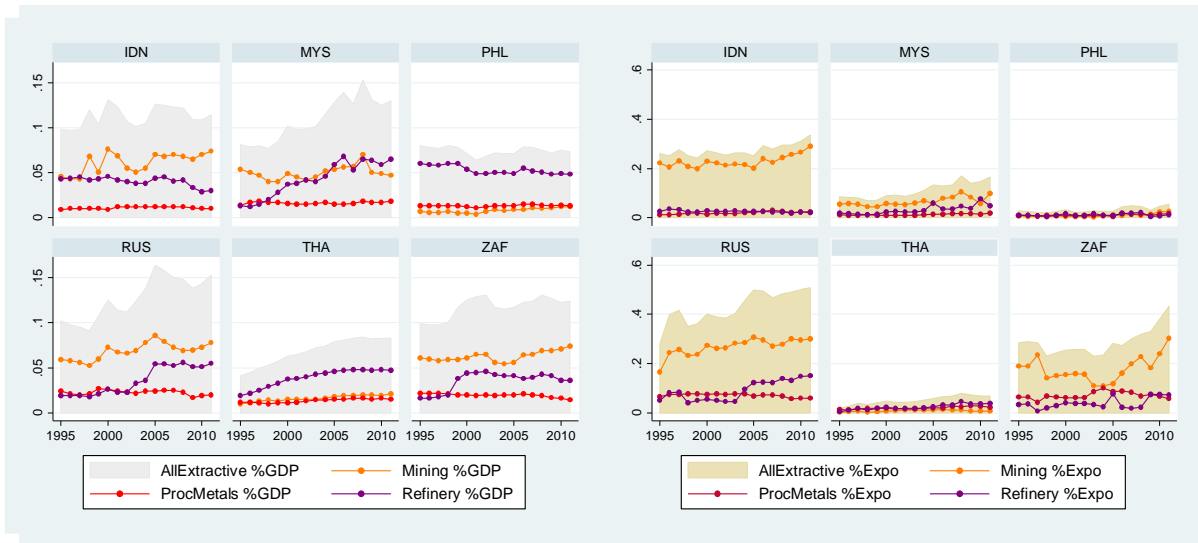 IDN MYS PHL
.15
.1
.05
0
RUS THA ZAF
.15
.1
.05
0
1995 2000 2005 2010 1995 2000 2005 2010 1995 2000 2005 2010
AllExtractive %GDP Mining %GDP
ProcMetals %GDP Refinery %GDP
IDN MYS PHL
.6
.4
.2
0
RUS THA ZAF
.6
.4
.2
0
1995 2000 2005 2010 1995 2000 2005 2010 1995 2000 2005 2010
AllExtractive %Expo Mining %Expo
ProcMetals %Expo Refinery %Expo